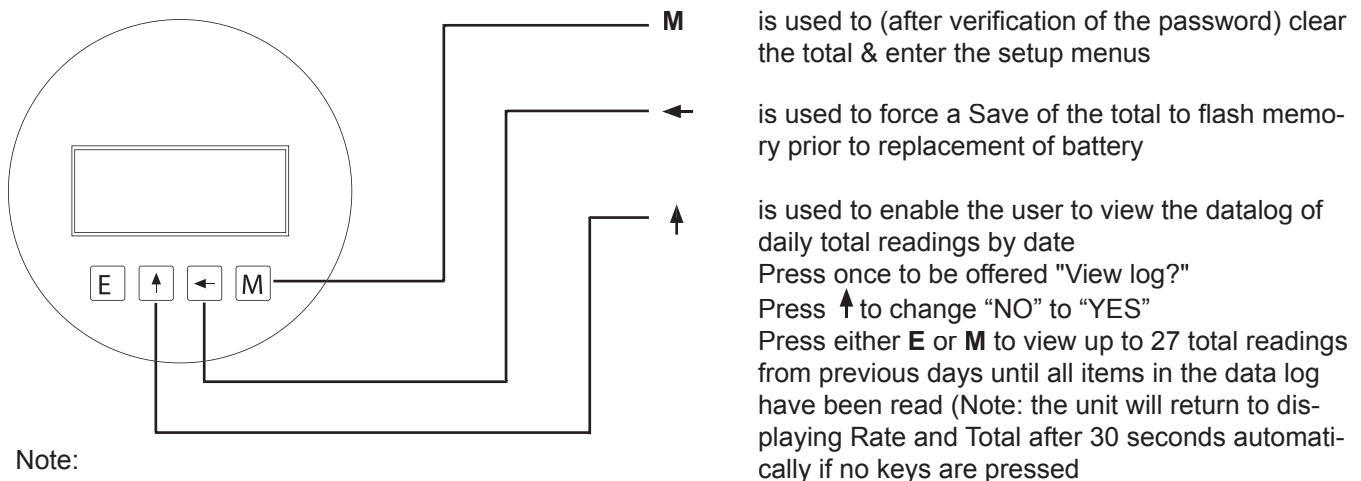 M is used to (after verification of the password) clear
the total & enter the setup menus
← is used to force a Save of the total to flash memo-
ry prior to replacement of battery
↑ is used to enable the user to view the datalog of
daily total readings by date
Press once to be offered "View log?"
Press ↑ to change “NO” to “YES”
Press either E or M to view up to 27 total readings
from previous days until all items in the data log
have been read (Note: the unit will return to dis-
playing Rate and Total after 30 seconds automati-
cally if no keys are pressed
E ↑ ← M
Note: